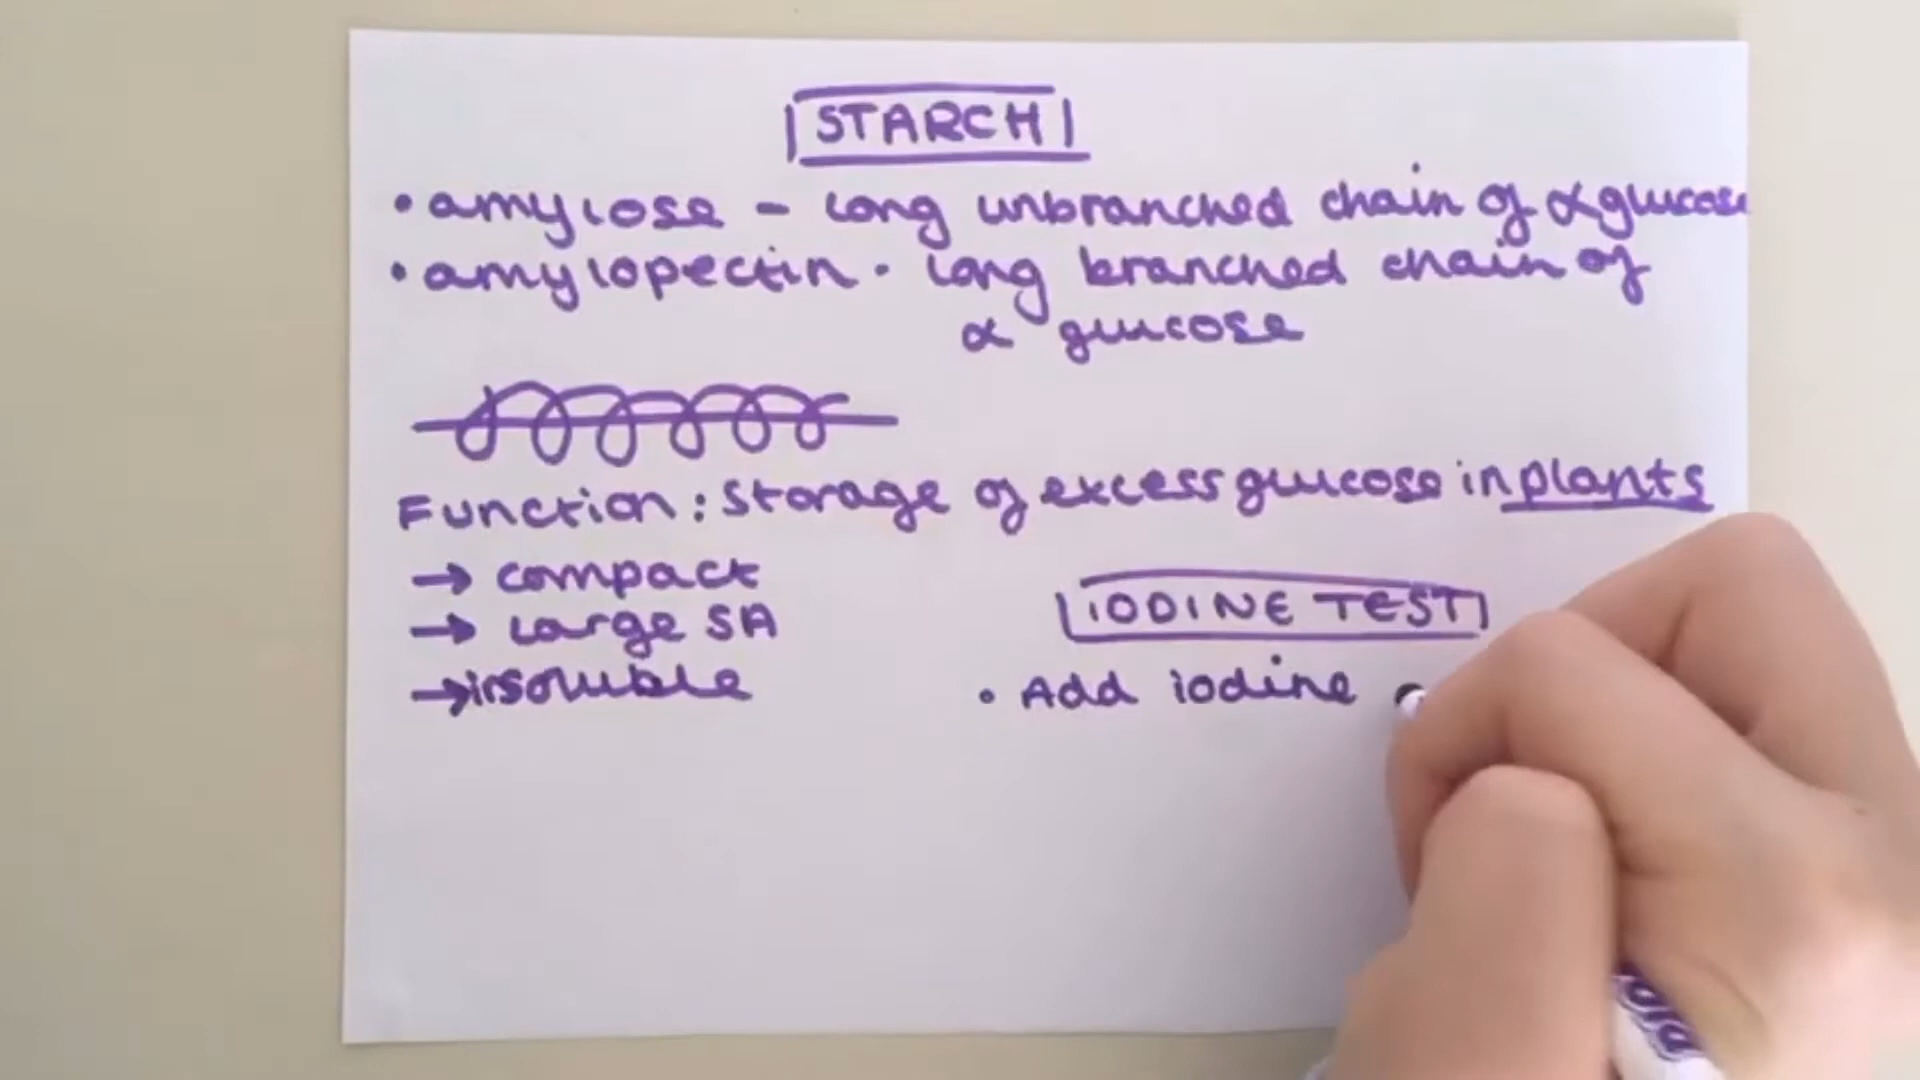 STARCH
• amylose - long unbranched chain of α glucose
• amylopectin · long branched chain of
α glucose
Function: Storage of excess glucose in plants
→ compact
→ Large SA
→ insoluble
IODINE TEST
• Add iodine